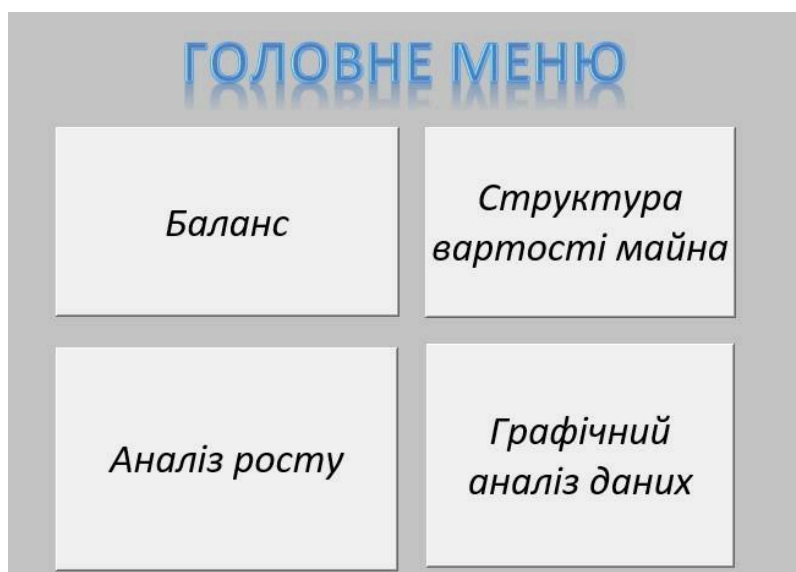 ГОЛОВНЕ МЕНЮ
Баланс
Структура
вартості майна
Аналіз росту
Графічний
аналіз даних